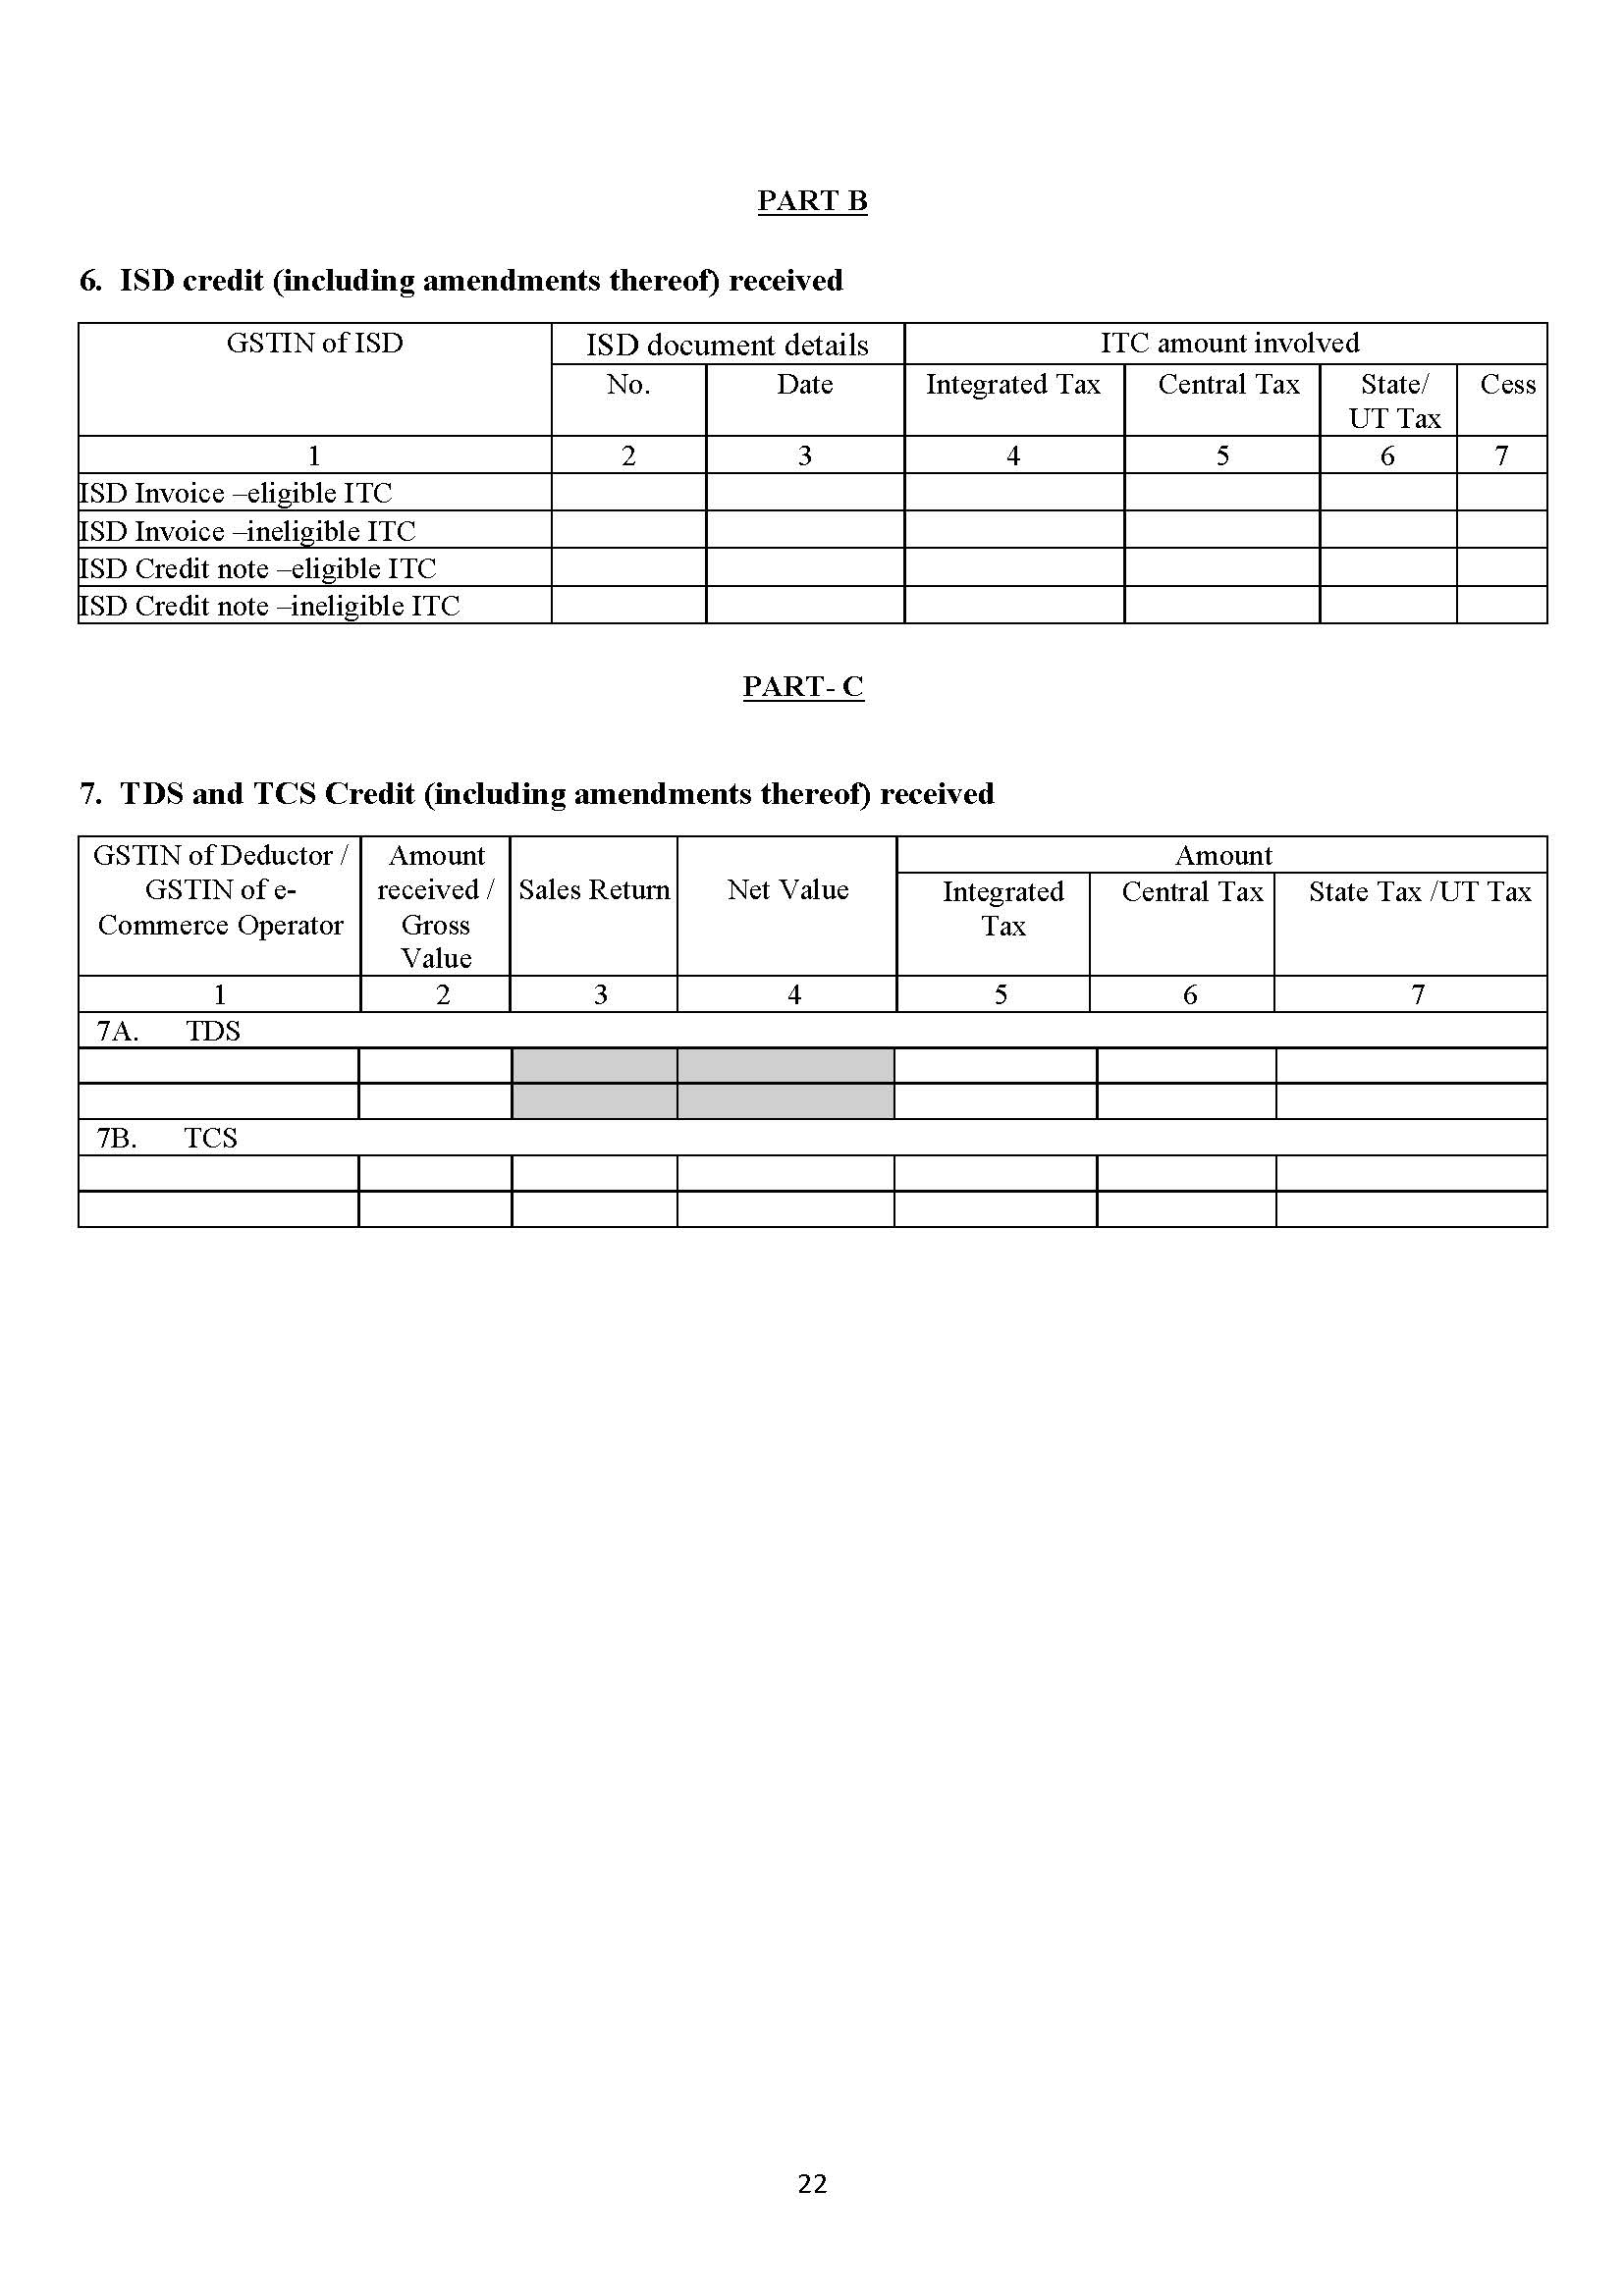 PART B
6. ISD credit (including amendments thereof) received
GSTIN of ISD ISD document details ITC amount involved
No. Date Integrated Tax Central Tax State/ Cess
UT Tax
1 2 3 4 5 6 7
ISD Invoice –eligible ITC
ISD Invoice –ineligible ITC
ISD Credit note –eligible ITC
ISD Credit note –ineligible ITC
PART- C
7. TDS and TCS Credit (including amendments thereof) received
GSTIN of Deductor / Amount Amount
GSTIN of e- received / Sales Return Net Value Integrated Central Tax State Tax /UT Tax
Commerce Operator Gross Tax
Value
1 2 3 4 5 6 7
7A. TDS
7B. TCS
22